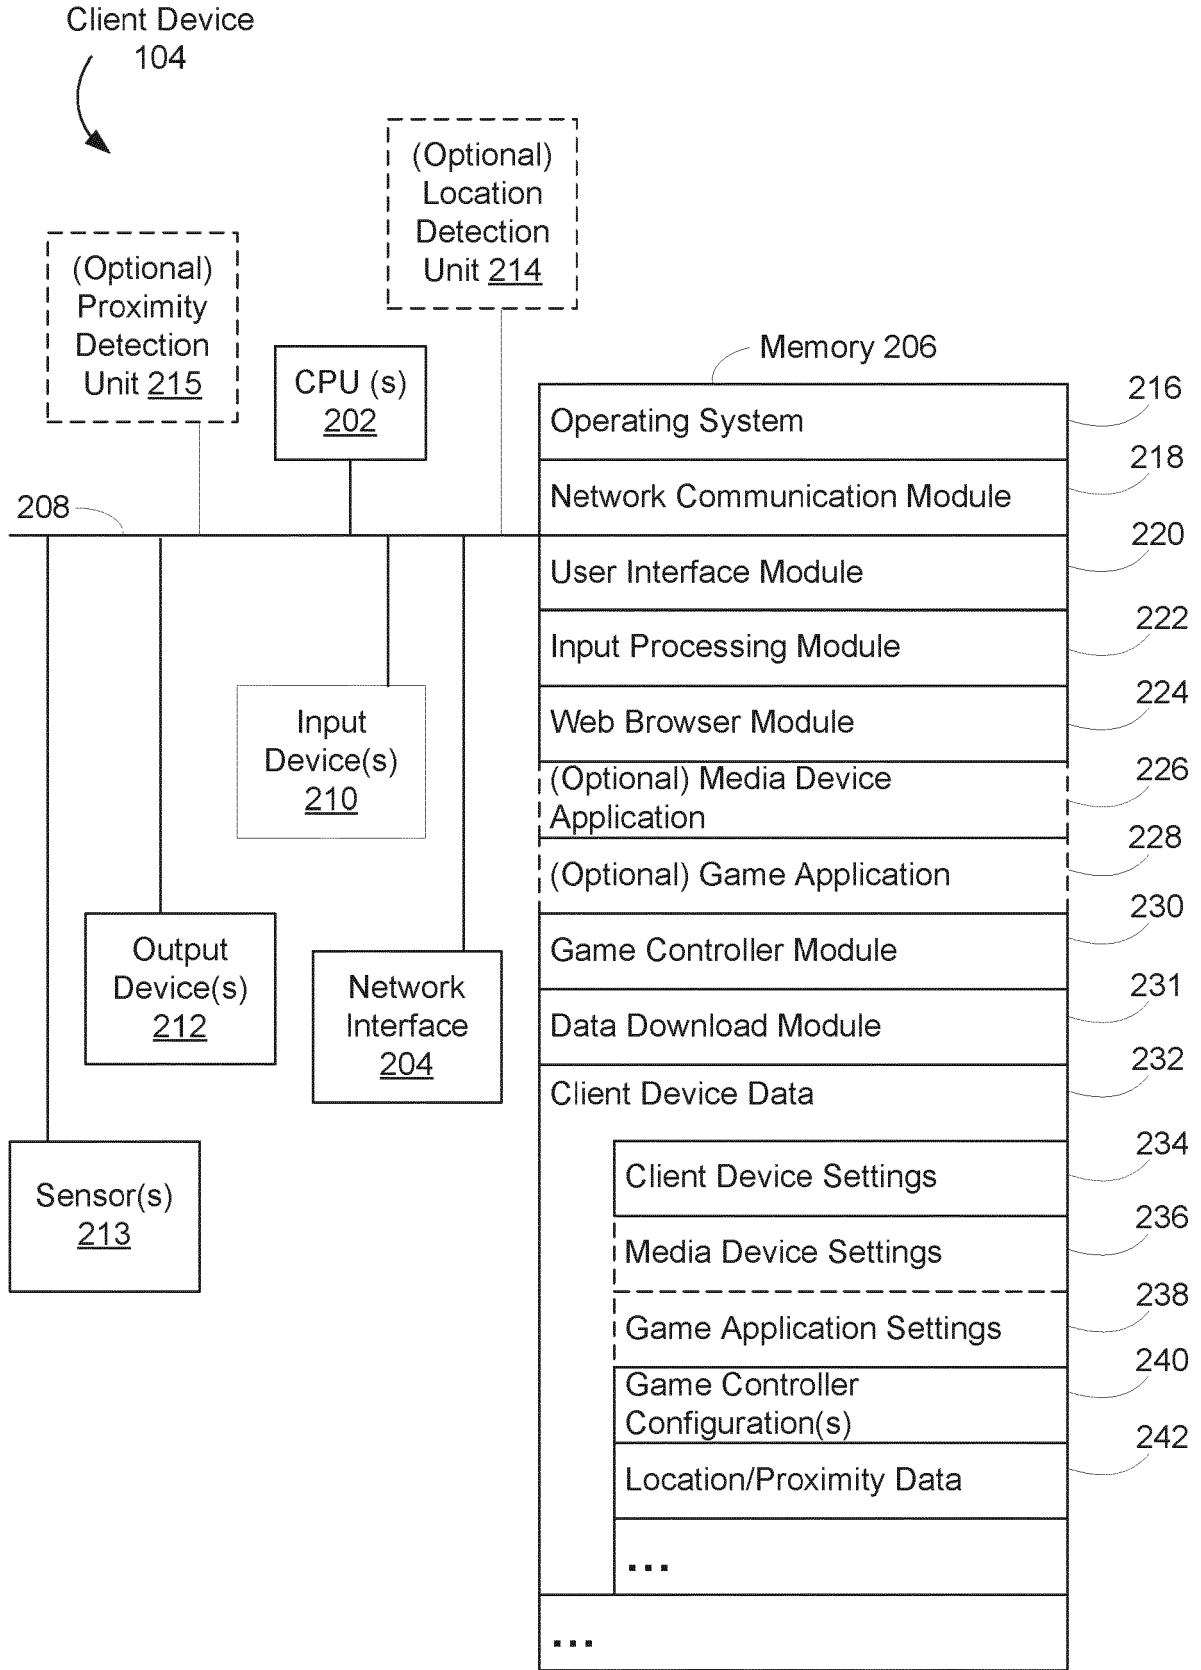 Client Device
104
(Optional)
Location
Detection
Unit 214
(Optional)
Proximity
Detection
Unit 215
CPU (s)
202
Memory 206
208
Operating System
216
Network Communication Module
218
User Interface Module
220
Input Processing Module
222
Web Browser Module
224
(Optional) Media Device
Application
226
(Optional) Game Application
228
Game Controller Module
230
Data Download Module
231
Client Device Data
232
Client Device Settings
234
Media Device Settings
236
Game Application Settings
238
Game Controller
Configuration(s)
240
Location/Proximity Data
242
...
...
Input
Device(s)
210
Output
Device(s)
212
Network
Interface
204
Sensor(s)
213